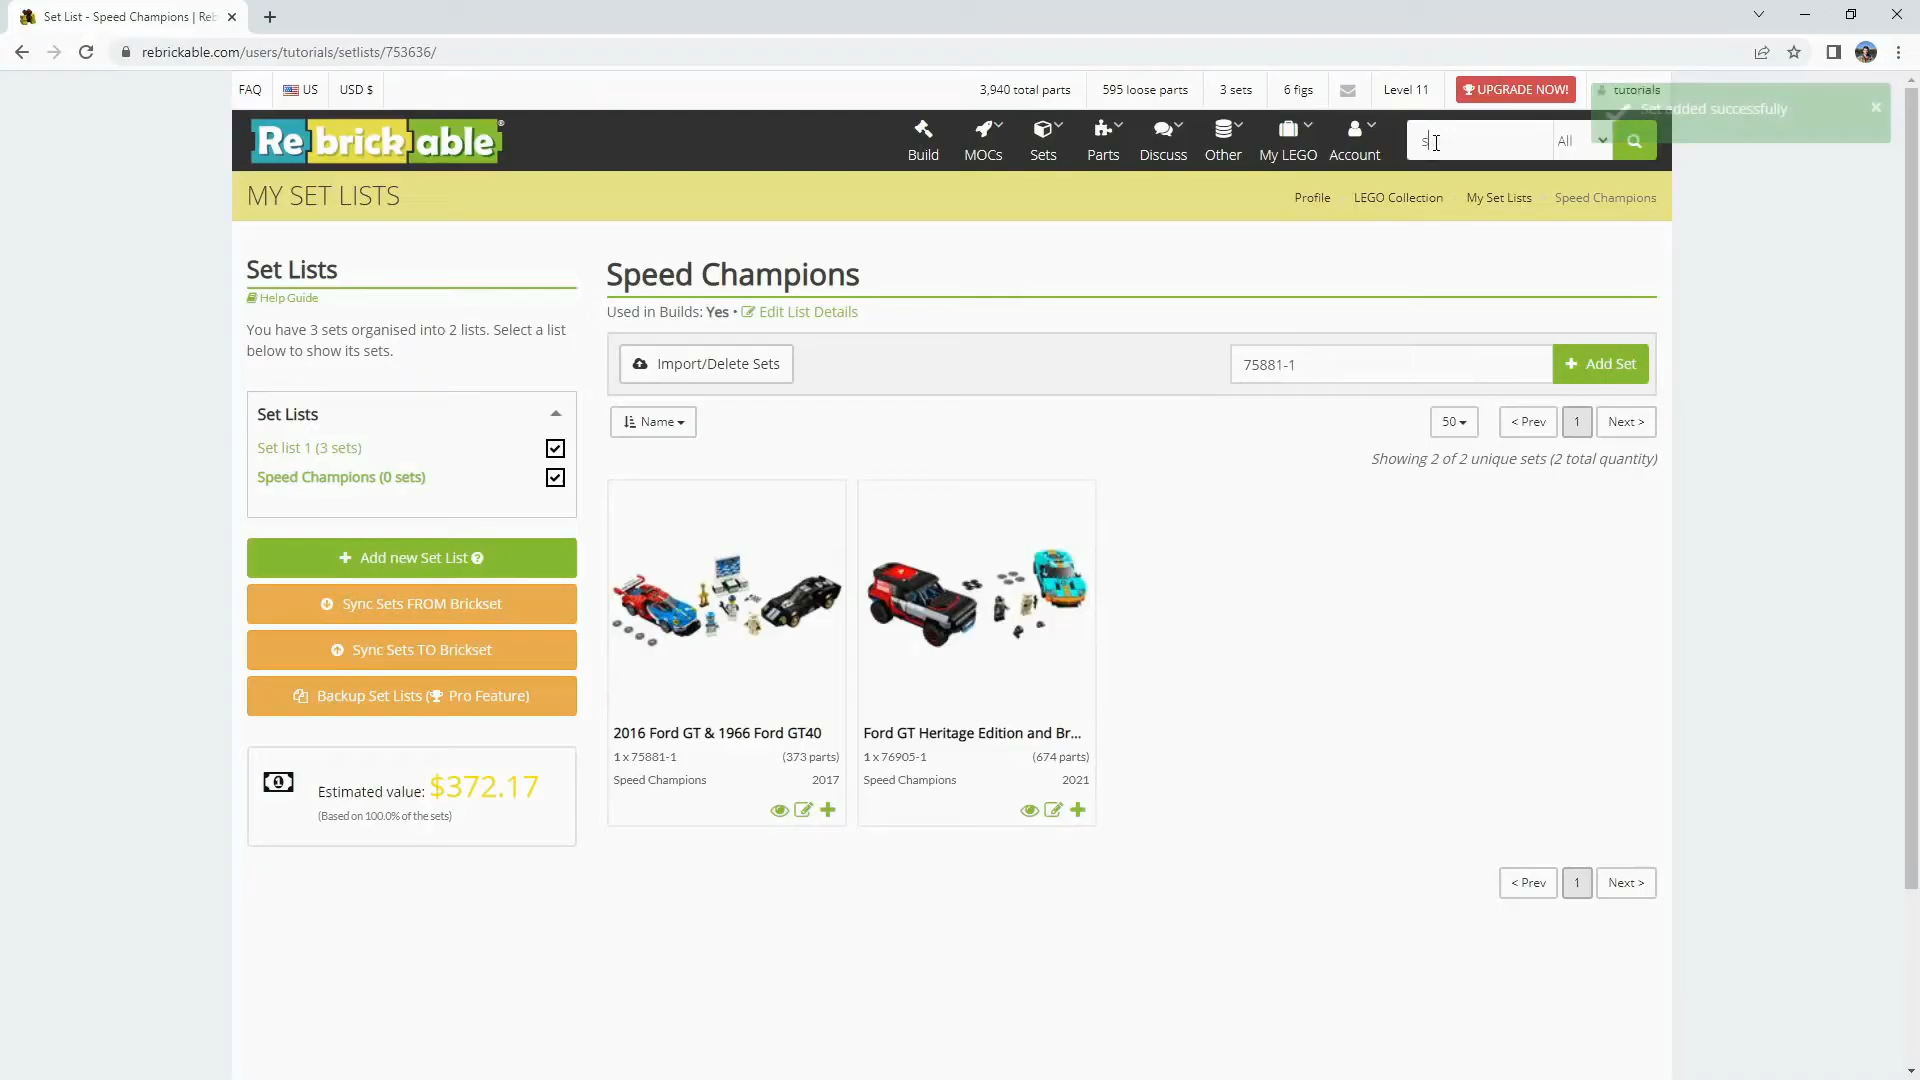 Set List - Speed Champions | Reb
rebrickable.com/users/tutorials/setlists/753636/
FAQ
US
USD $
3,940 total parts
595 loose parts
3 sets
6 figs
Level 11
UPGRADE NOW!
tutorials
Set added successfully
Rebrickable®
Build
MOCs
Sets
Parts
Discuss
Other
My LEGO
Account
s
All
MY SET LISTS
Profile
LEGO Collection
My Set Lists
Speed Champions
Set Lists
Help Guide
You have 3 sets organised into 2 lists. Select a list
below to show its sets.
Set Lists
Set list 1 (3 sets)
Speed Champions (0 sets)
+ Add new Set List
Sync Sets FROM Brickset
Sync Sets TO Brickset
Backup Set Lists ( Pro Feature)
Estimated value: $372.17
(Based on 100.0% of the sets)
Speed Champions
Used in Builds: Yes • Edit List Details
Import/Delete Sets
75881-1
+ Add Set
Name
50
< Prev
1
Next >
Showing 2 of 2 unique sets (2 total quantity)
2016 Ford GT & 1966 Ford GT40
1 x 75881-1
(373 parts)
Speed Champions
2017
Ford GT Heritage Edition and Br...
1 x 76905-1
(674 parts)
Speed Champions
2021
< Prev
1
Next >